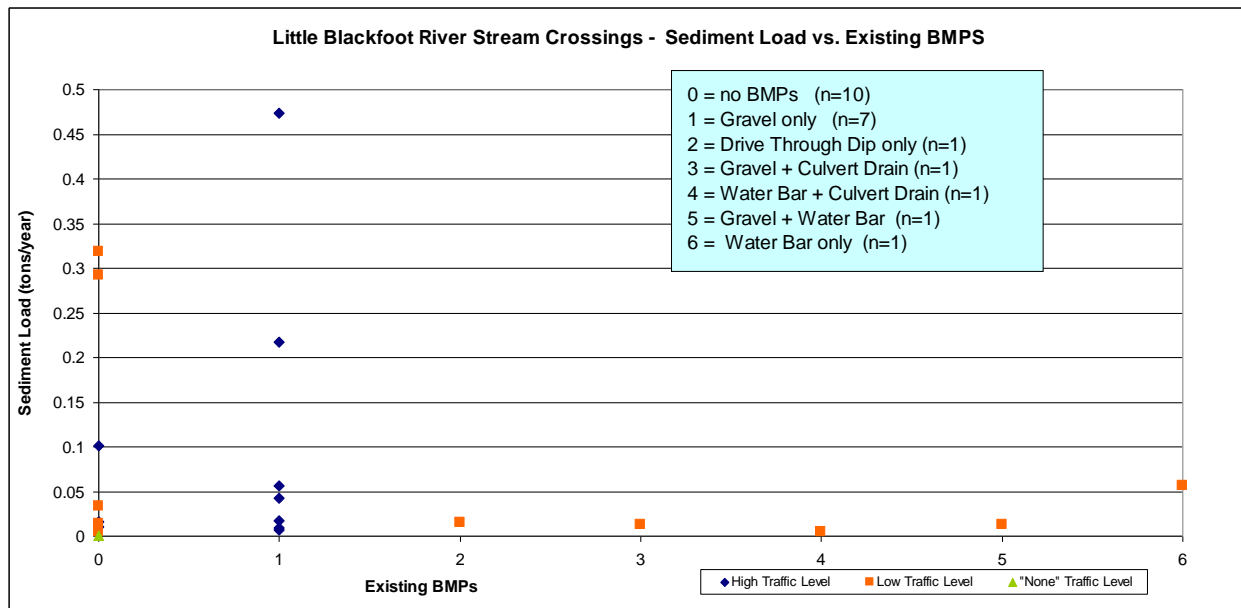 Little Blackfoot River Stream Crossings - Sediment Load vs. Existing BMPS
0 = no BMPs (n=10)
1 = Gravel only (n=7)
2 = Drive Through Dip only (n=1)
3 = Gravel + Culvert Drain (n=1)
4 = Water Bar + Culvert Drain (n=1)
5 = Gravel + Water Bar (n=1)
6 = Water Bar only (n=1)
Sediment Load (tons/year)
0.5
0.45
0.4
0.35
0.3
0.25
0.2
0.15
0.1
0.05
0
0 1 2 3 4 5 6
Existing BMPs
High Traffic Level Low Traffic Level "None" Traffic Level